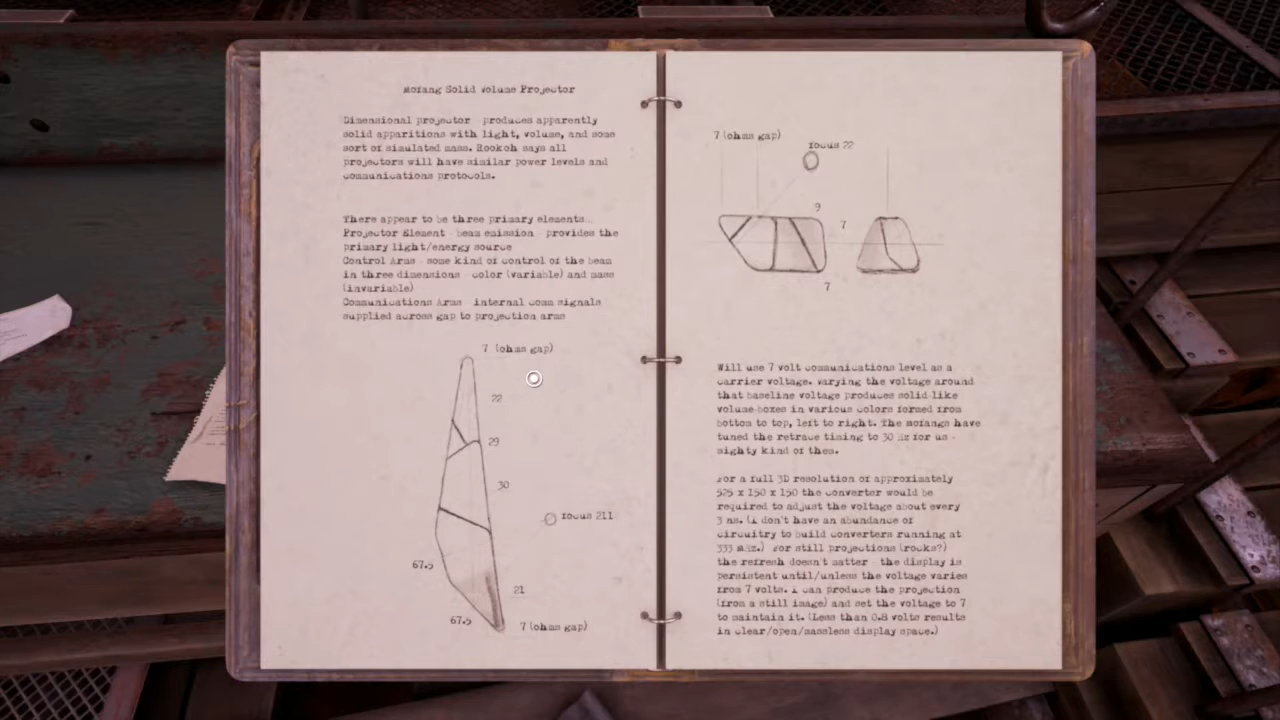 Mofang Solid Volume Projector
Dimensional projector - produces apparently
solid apparitions with light, volume, and some
sort of simulated mass. Rookoh says all
projectors will have similar power levels and
communications protocols.
There appear to be three primary elements...
Projector Element - beam emission - provides the
primary light/energy source
Control Arms - some kind of control of the beam
in three dimensions - color (variable) and mass
(invariable)
Communications Arms - internal comm signals
supplied across gap to projection arms
7 (ohms gap)
22
29
30
focus 211
67.5
21
67.5
7 (ohms gap)
7 (ohms gap)
focus 22
9
7
7
Will use 7 volt communications level as a
carrier voltage. Varying the voltage around
that baseline voltage produces solid-like
volume-boxes in various colors formed from
bottom to top, left to right. The mofangs have
tuned the retrace timing to 30 Hz for us -
mighty kind of them.
For a full 3D resolution of approximately
525 x 150 x 150 the converter would be
required to adjust the voltage about every
3 ns. (I don't have an abundance of
circuitry to build converters running at
333 mHz.) For still projections (rocks?)
the refresh doesn't matter - the display is
persistent until/unless the voltage varies
from 7 volts. I can produce the projection
(from a still image) and set the voltage to 7
to maintain it. (Less than 0.8 volts results
in clear/open/massless display space.)